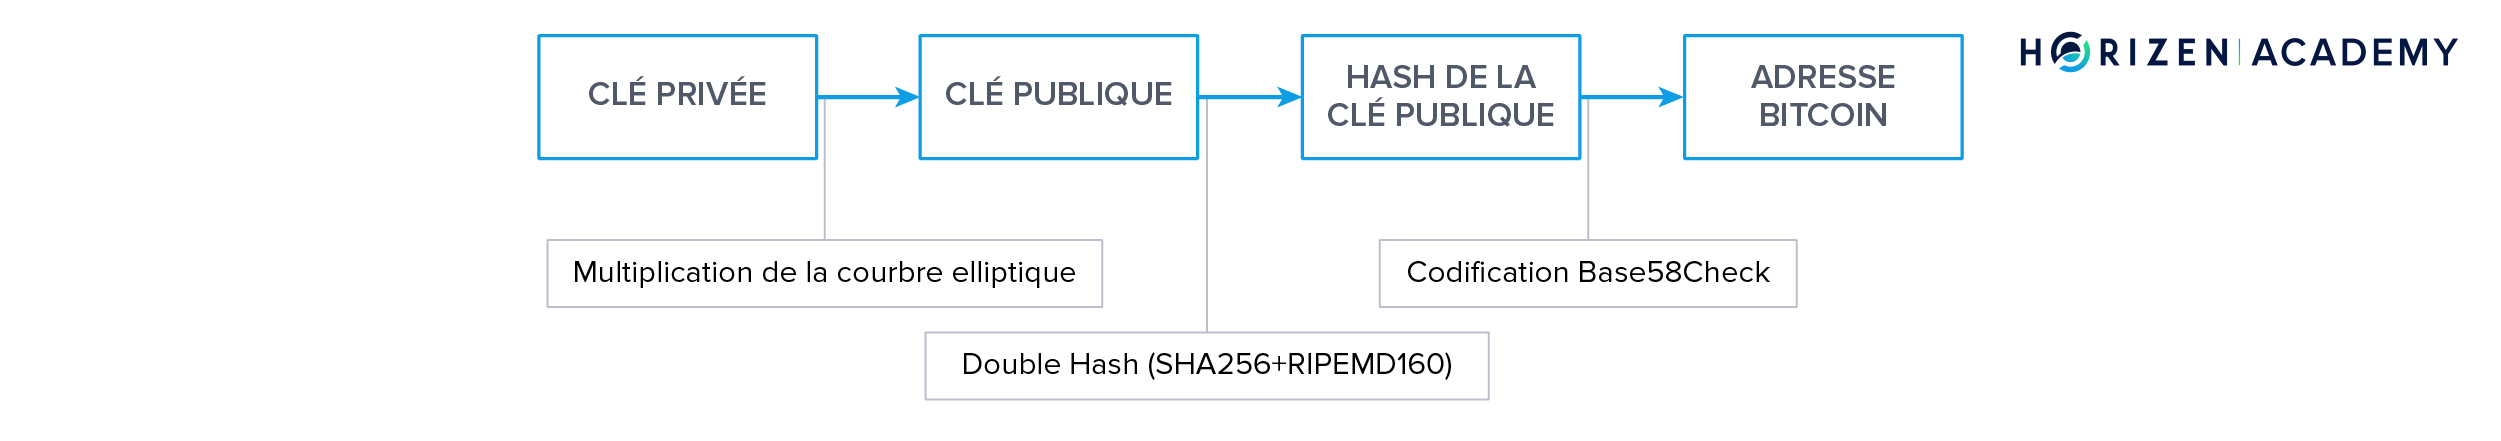 HORIZEN | ACADEMY
CLÉ PRIVÉE
CLÉ PUBLIQUE
HASH DE LA
CLÉ PUBLIQUE
ADRESSE
BITCOIN
Multiplication de la courbe elliptique
Codification Base58Check
Double Hash (SHA256+RIPEMD160)